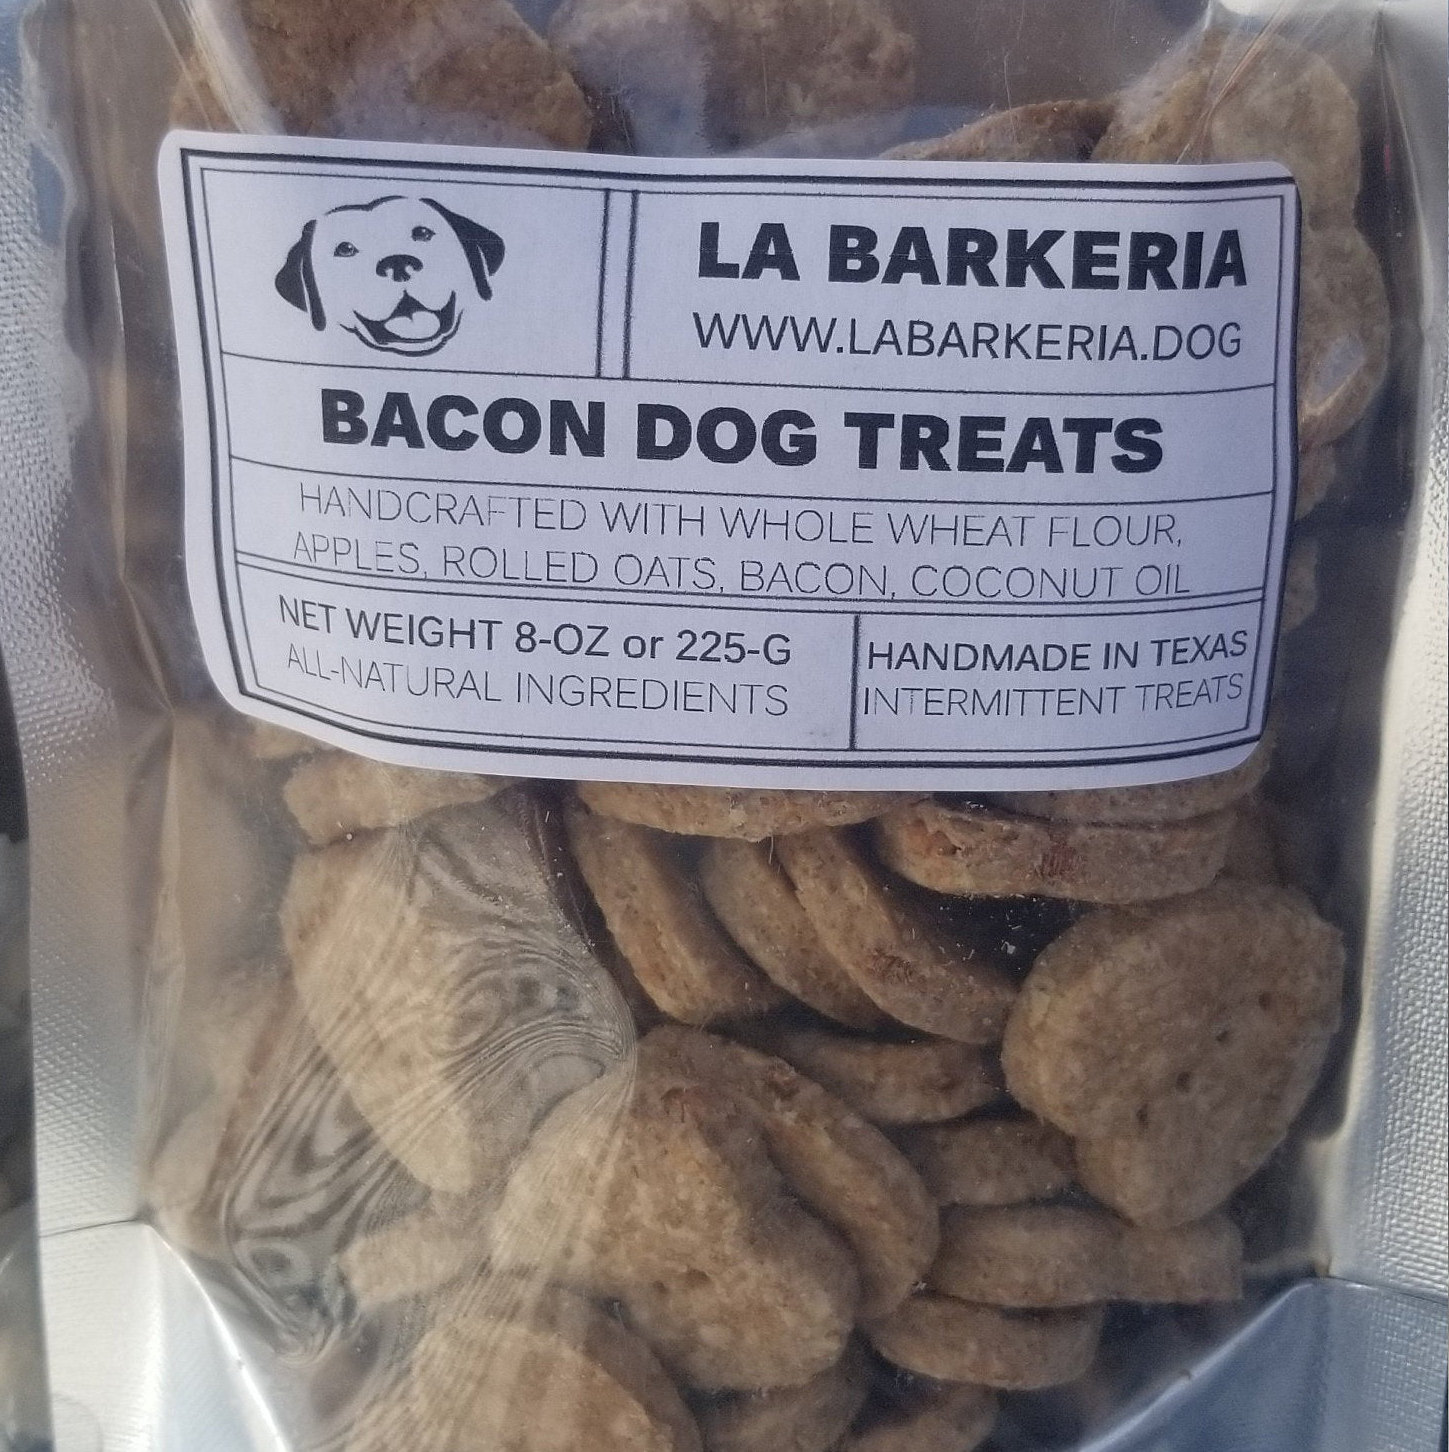 LA BARKERIA
WWW.LABARKERIA.DOG
BACON DOG TREATS
HANDCRAFTED WITH WHOLE WHEAT FLOUR,
APPLES, ROLLED OATS, BACON, COCONUT OIL
NET WEIGHT 8-OZ or 225-G
ALL-NATURAL INGREDIENTS
HANDMADE IN TEXAS
INTERMITTENT TREATS